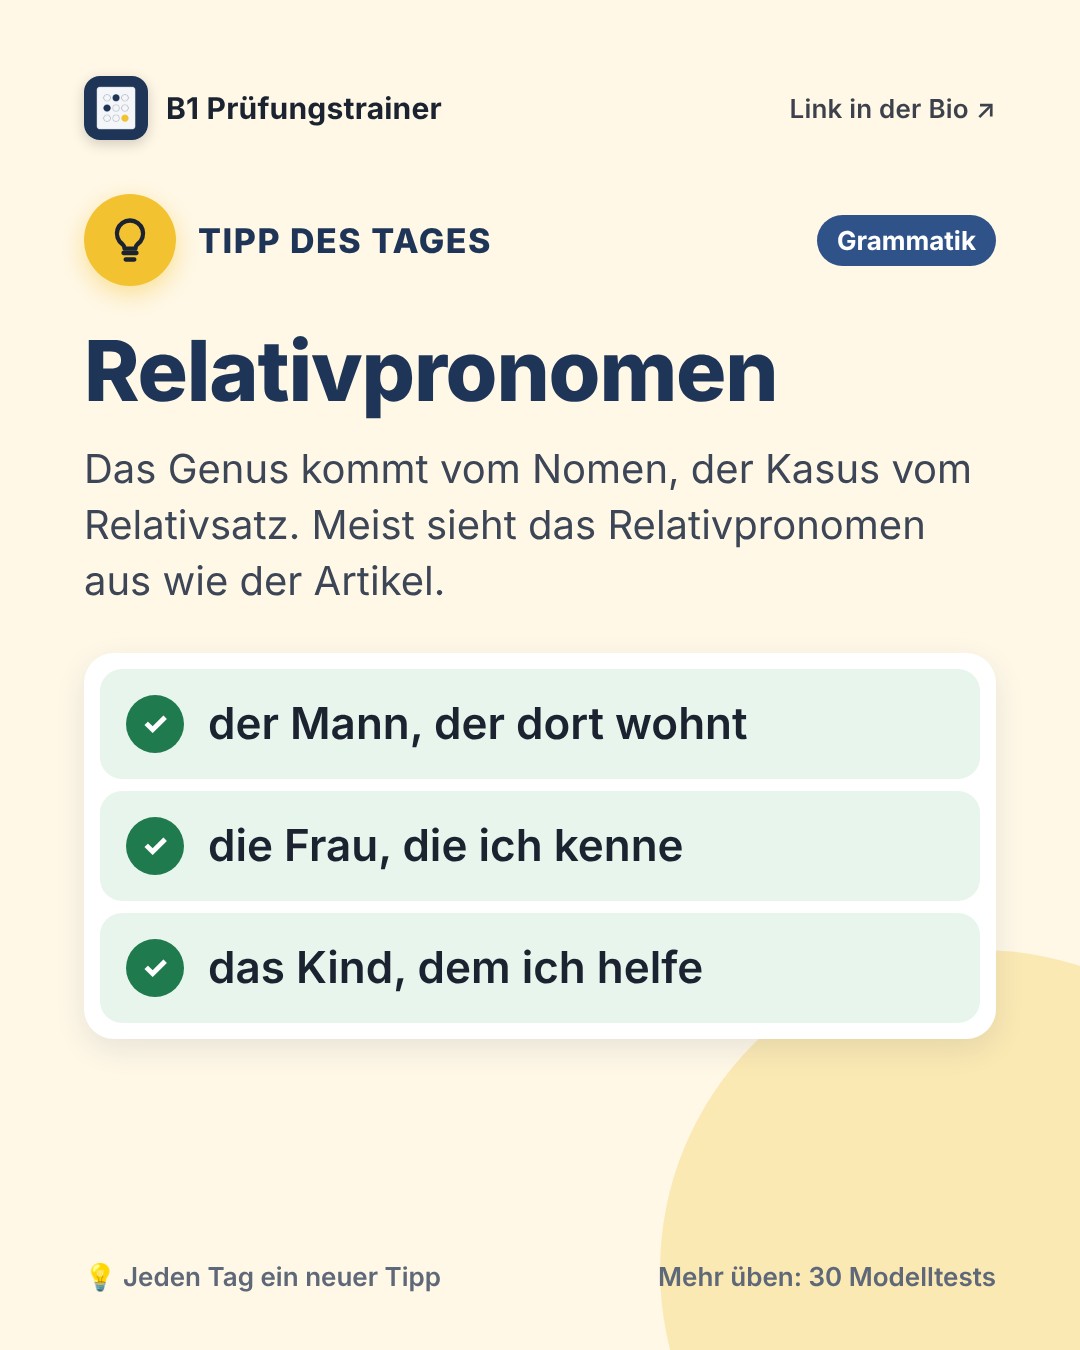 B1 Prüfungstrainer
Link in der Bio ↗
TIPP DES TAGES
Grammatik
Relativpronomen
Das Genus kommt vom Nomen, der Kasus vom
Relativsatz. Meist sieht das Relativpronomen
aus wie der Artikel.
der Mann, der dort wohnt
die Frau, die ich kenne
das Kind, dem ich helfe
💡 Jeden Tag ein neuer Tipp
Mehr üben: 30 Modelltests